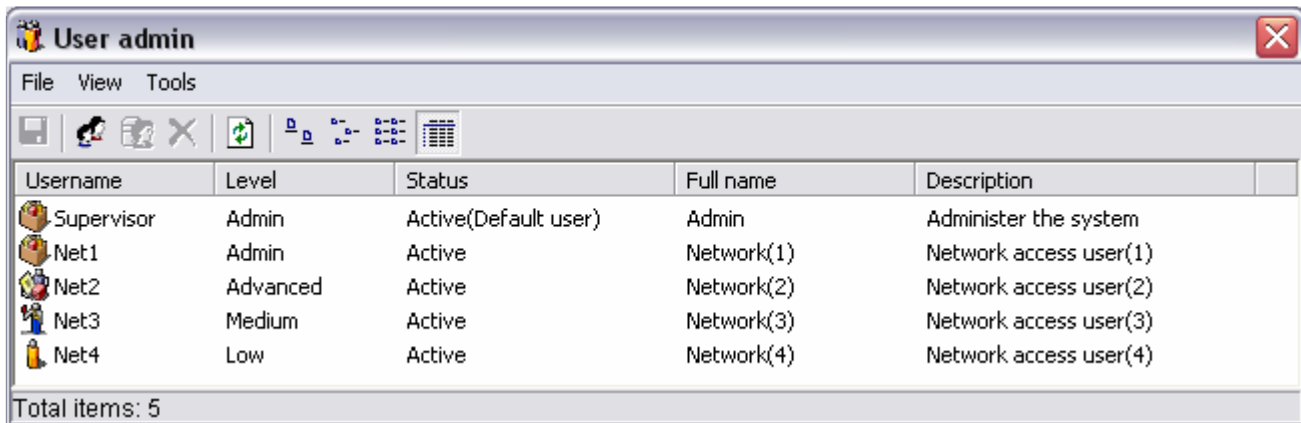 User admin
File View Tools
Username Level Status Full name Description
Supervisor Admin Active(Default user) Admin Administer the system
Net1 Admin Active Network(1) Network access user(1)
Net2 Advanced Active Network(2) Network access user(2)
Net3 Medium Active Network(3) Network access user(3)
Net4 Low Active Network(4) Network access user(4)
Total items: 5